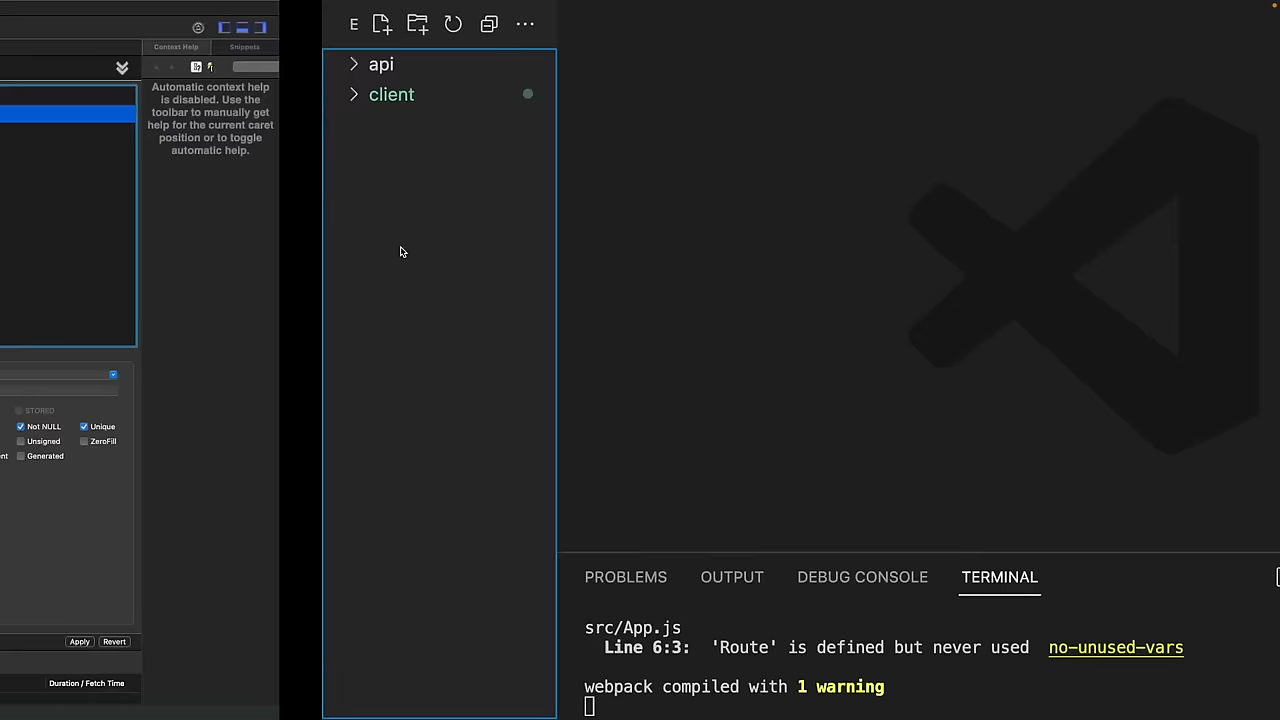 Context Help
Snippets
Automatic context help
is disabled. Use the
toolbar to manually get
help for the current caret
position or to toggle
automatic help.
STORED
Not NULL
Unique
Unsigned
ZeroFill
nt
Generated
Apply
Revert
Duration / Fetch Time
E
api
client
PROBLEMS
OUTPUT
DEBUG CONSOLE
TERMINAL
src/App.js
Line 6:3: 'Route' is defined but never used no-unused-vars
webpack compiled with 1 warning